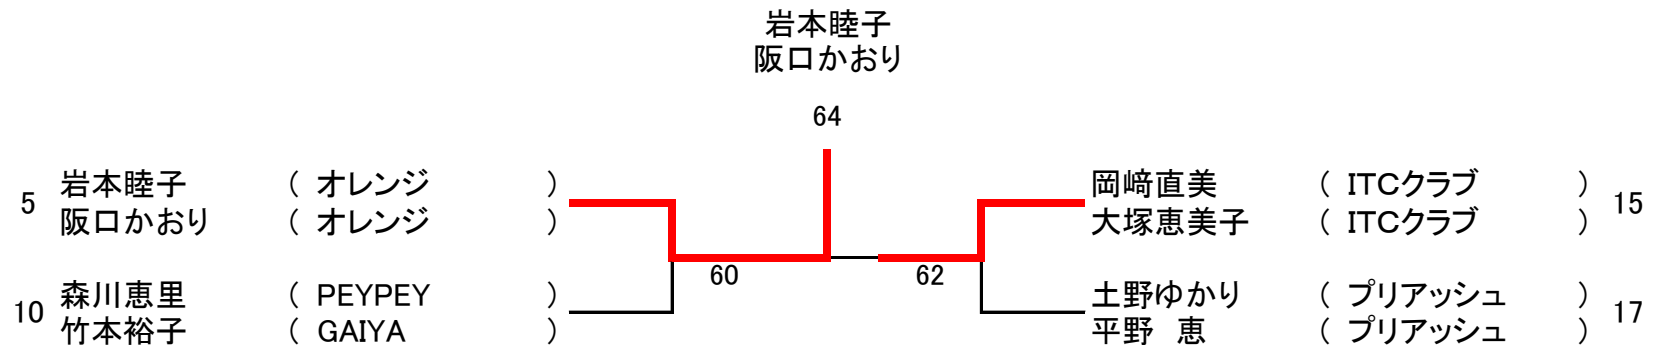 岩本睦子
阪口かおり
64
5 岩本睦子 ( オレンジ )
阪口かおり ( オレンジ )
岡﨑直美 ( ITCクラブ ) 15
大塚恵美子 ( ITCクラブ )
60
62
10 森川恵里 ( PEYPEY )
竹本裕子 ( GAIYA )
土野ゆかり ( プリアッシュ ) 17
平野 恵 ( プリアッシュ )